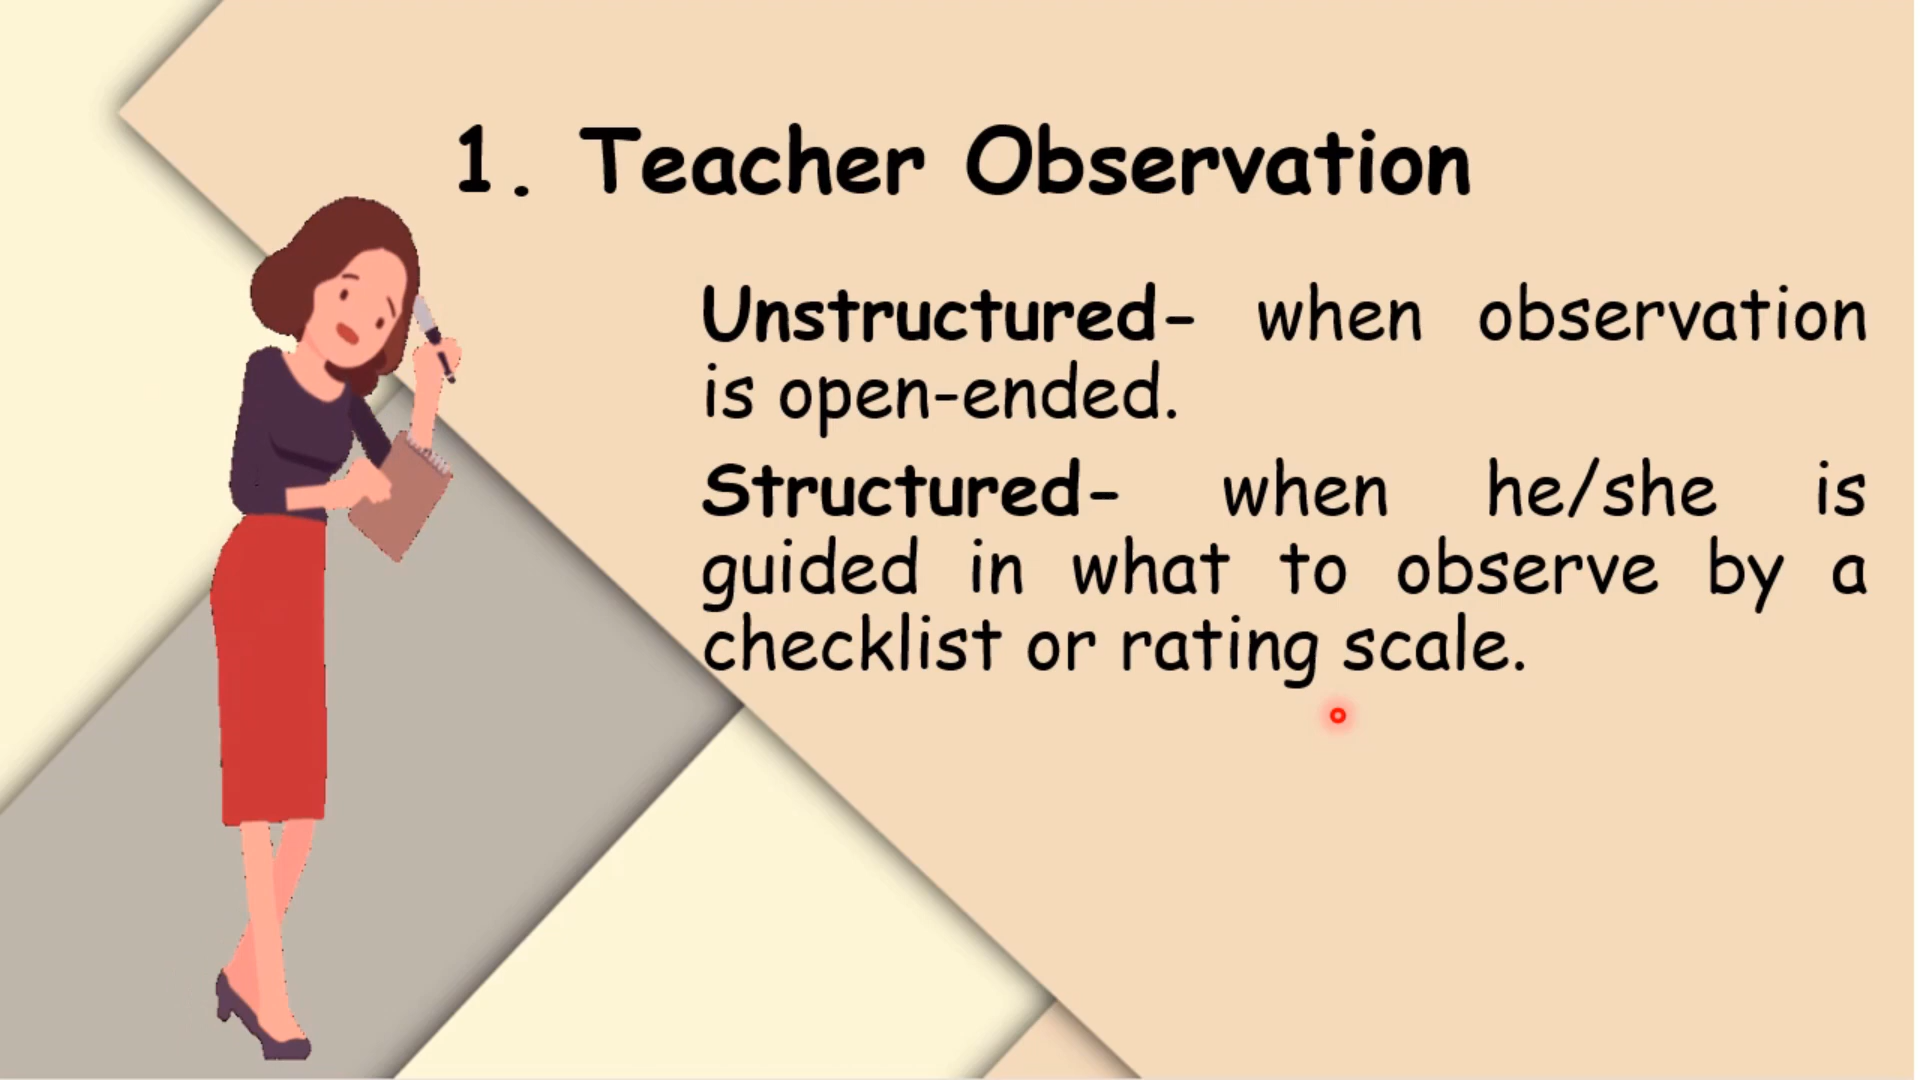 1. Teacher Observation
Unstructured- when observation
is open-ended.
Structured- when he/she is
guided in what to observe by a
checklist or rating scale.